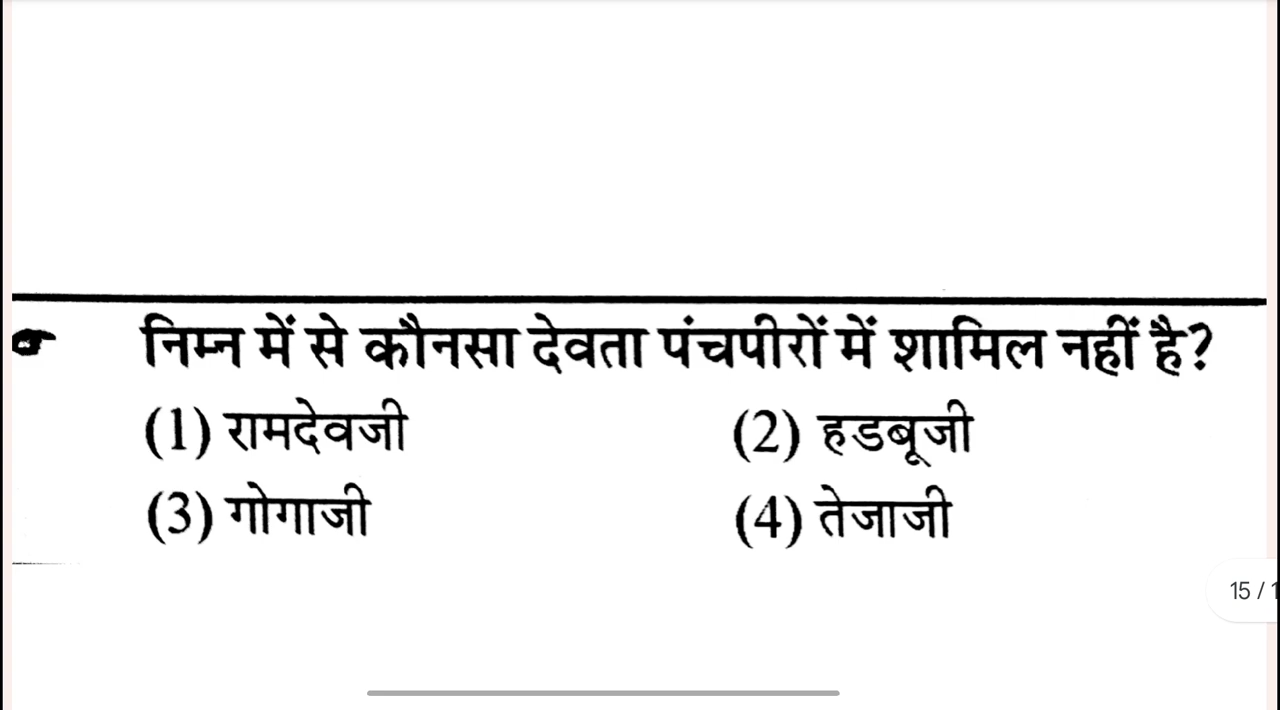 निम्न में से कौनसा देवता पंचपीरों में शामिल नहीं है?
(1) रामदेवजी (2) हडबूजी
(3) गोगाजी (4) तेजाजी
15 / 1